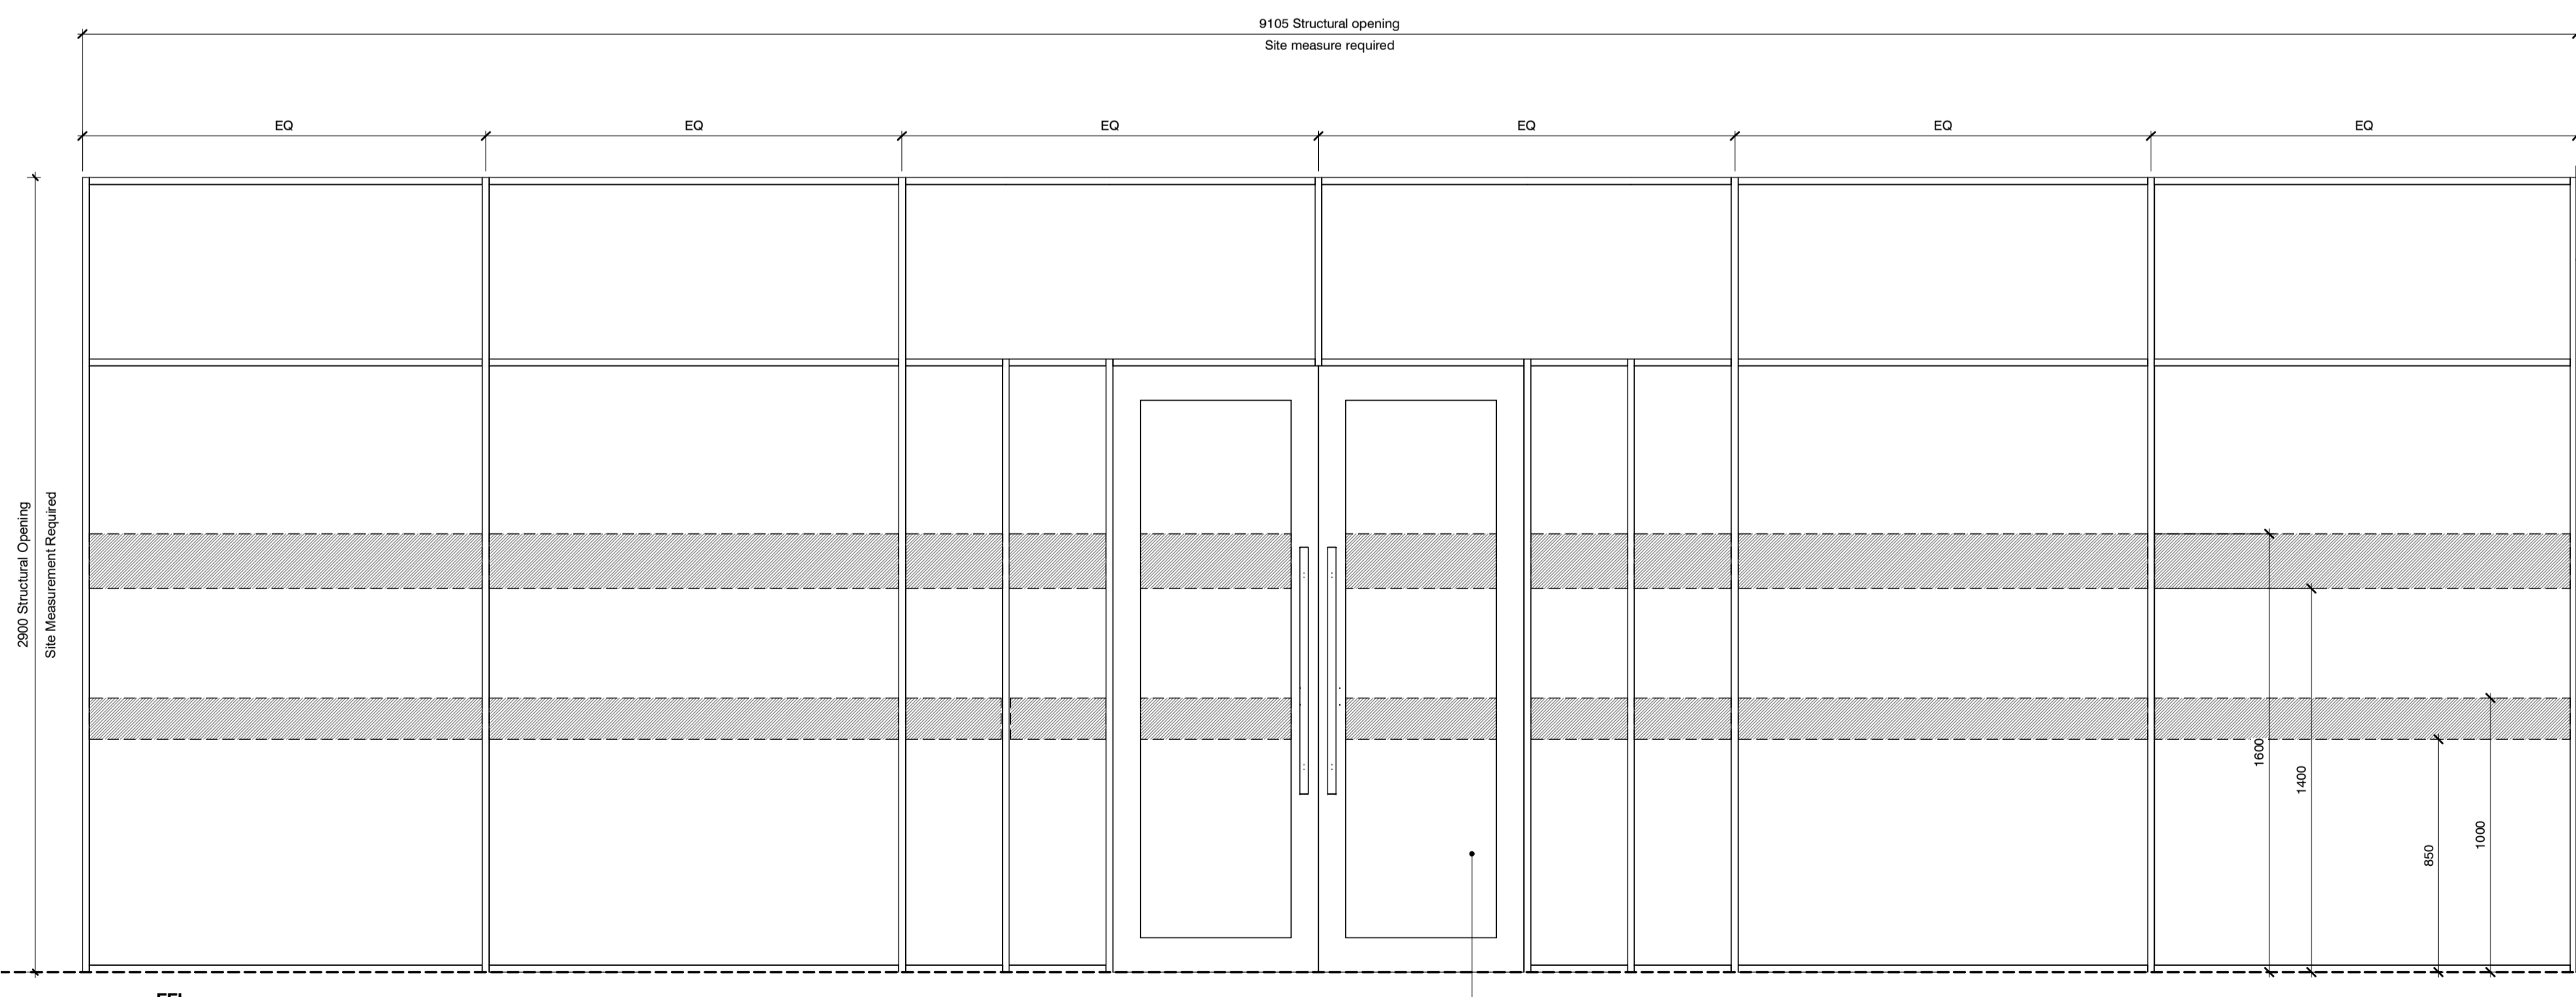 9105 Structural opening
Site measure required
EQ
EQ
EQ
EQ
EQ
EQ
2900 Structural Opening
Site Measurement Required
1600
1400
850
1000